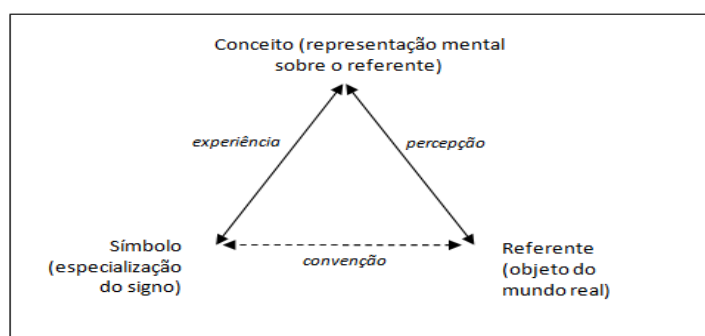 Conceito (representação mental
sobre o referente)
experiência
percepção
Símbolo
(especialização
do signo)
convenção
Referente
(objeto do
mundo real)